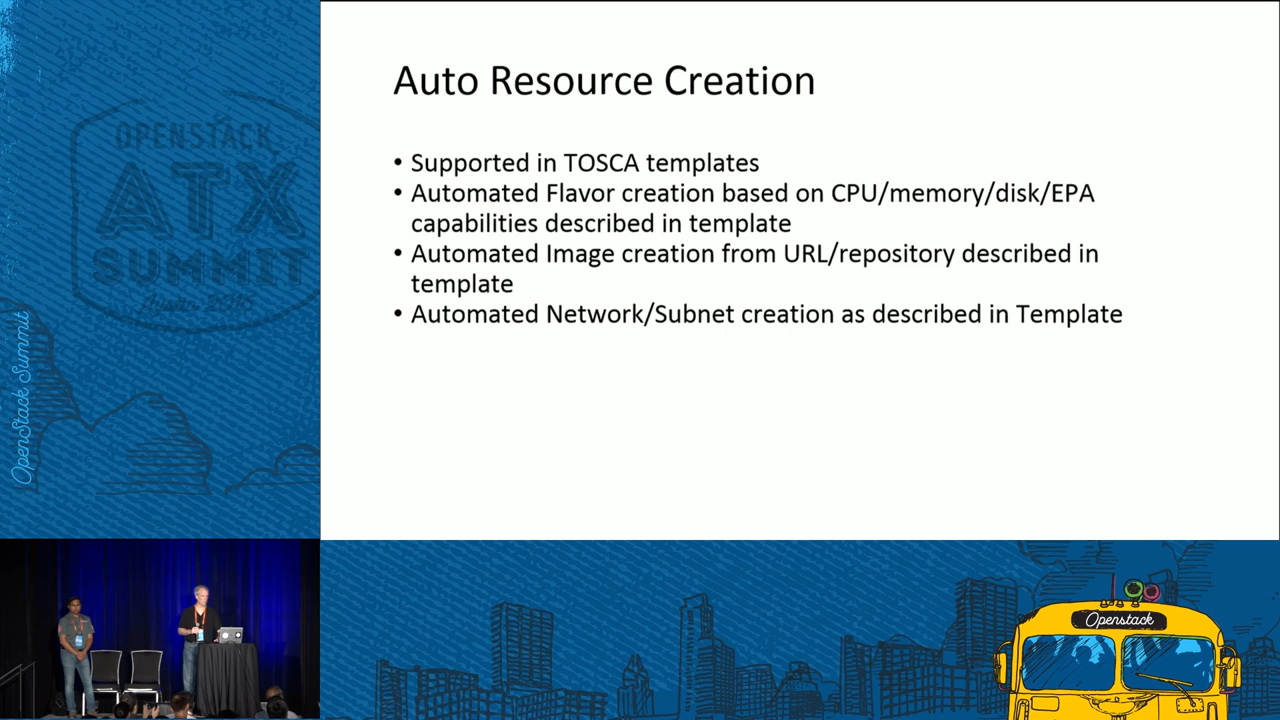 Auto Resource Creation
• Supported in TOSCA templates
• Automated Flavor creation based on CPU/memory/disk/EPA
capabilities described in template
• Automated Image creation from URL/repository described in
template
• Automated Network/Subnet creation as described in Template
OPENSTACK
ATX
SUMMIT
Austin 2016
OpenStack Summit
Openstack